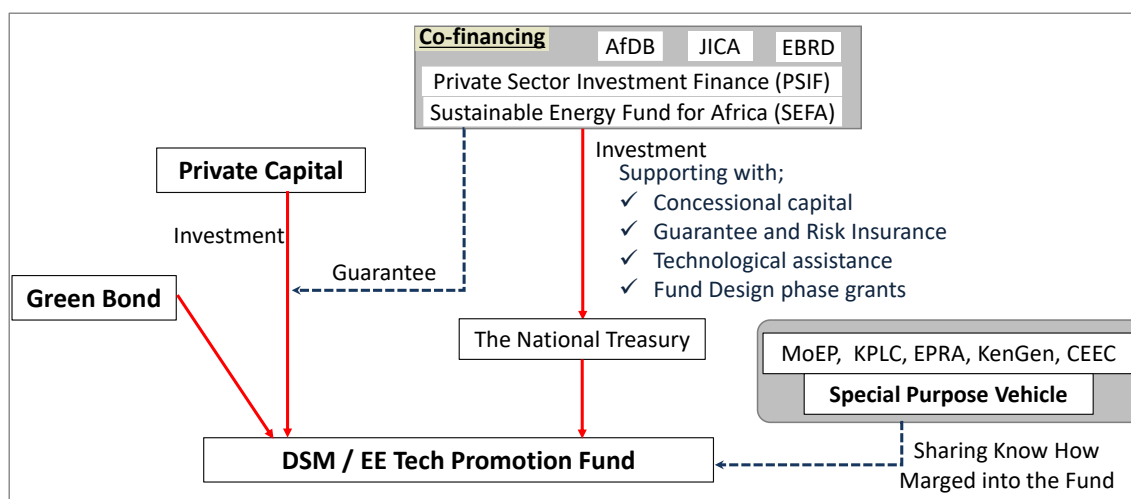 Co-financing
AfDB
JICA
EBRD
Private Sector Investment Finance (PSIF)
Sustainable Energy Fund for Africa (SEFA)
Private Capital
Investment
Supporting with;
✓ Concessional capital
✓ Guarantee and Risk Insurance
✓ Technological assistance
✓ Fund Design phase grants
Investment
Guarantee
Green Bond
The National Treasury
MoEP, KPLC, EPRA, KenGen, CEEC
Special Purpose Vehicle
DSM / EE Tech Promotion Fund
Sharing Know How
Marged into the Fund